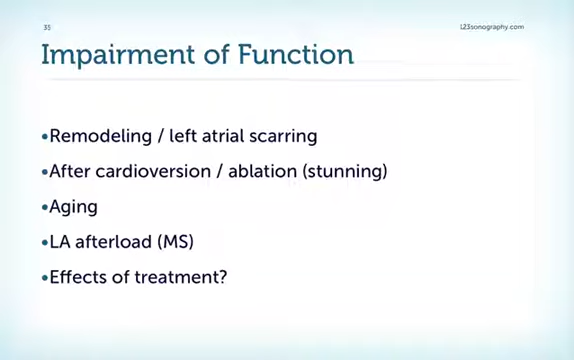 35
123sonography.com
Impairment of Function
•Remodeling / left atrial scarring
•After cardioversion / ablation (stunning)
•Aging
•LA afterload (MS)
•Effects of treatment?